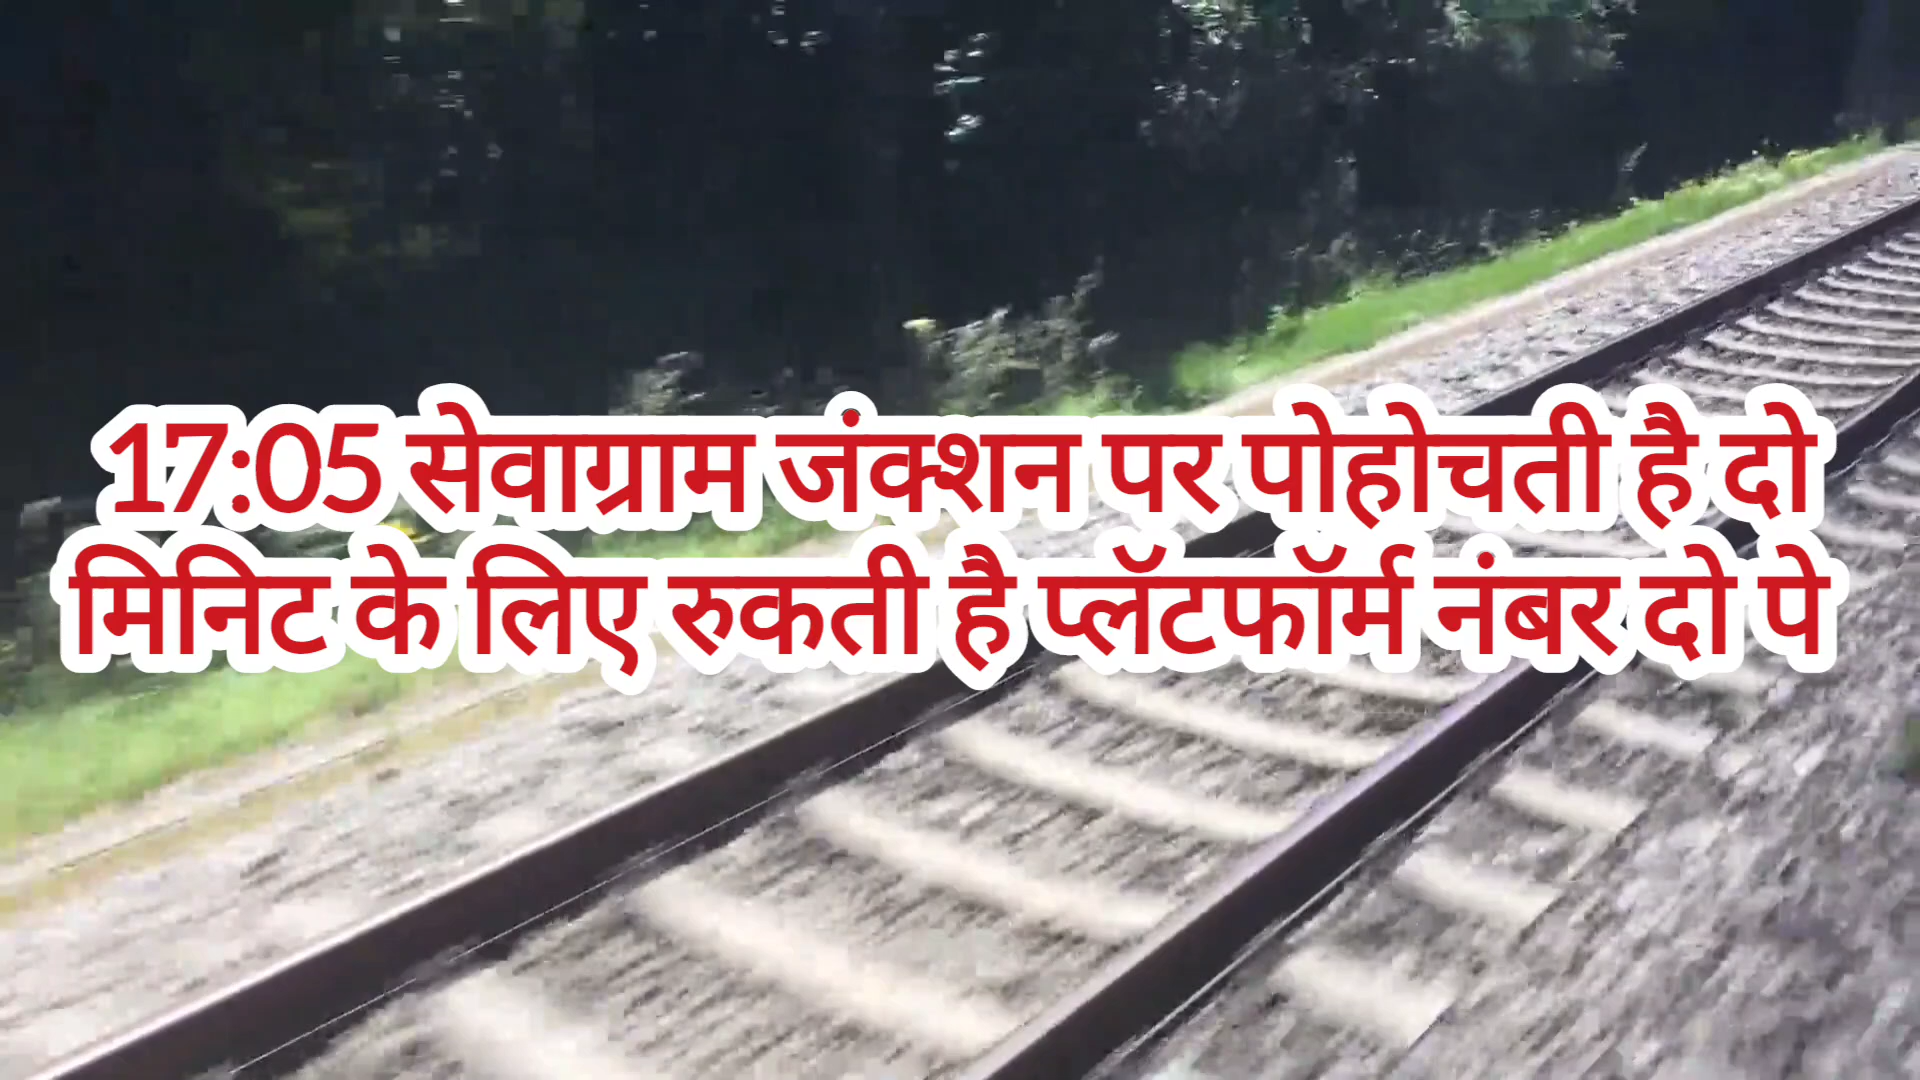 17:05 सेवाग्राम जंक्शन पर पोहोचती है दो
मिनिट के लिए रुकती है प्लॅटफॉर्म नंबर दो पे